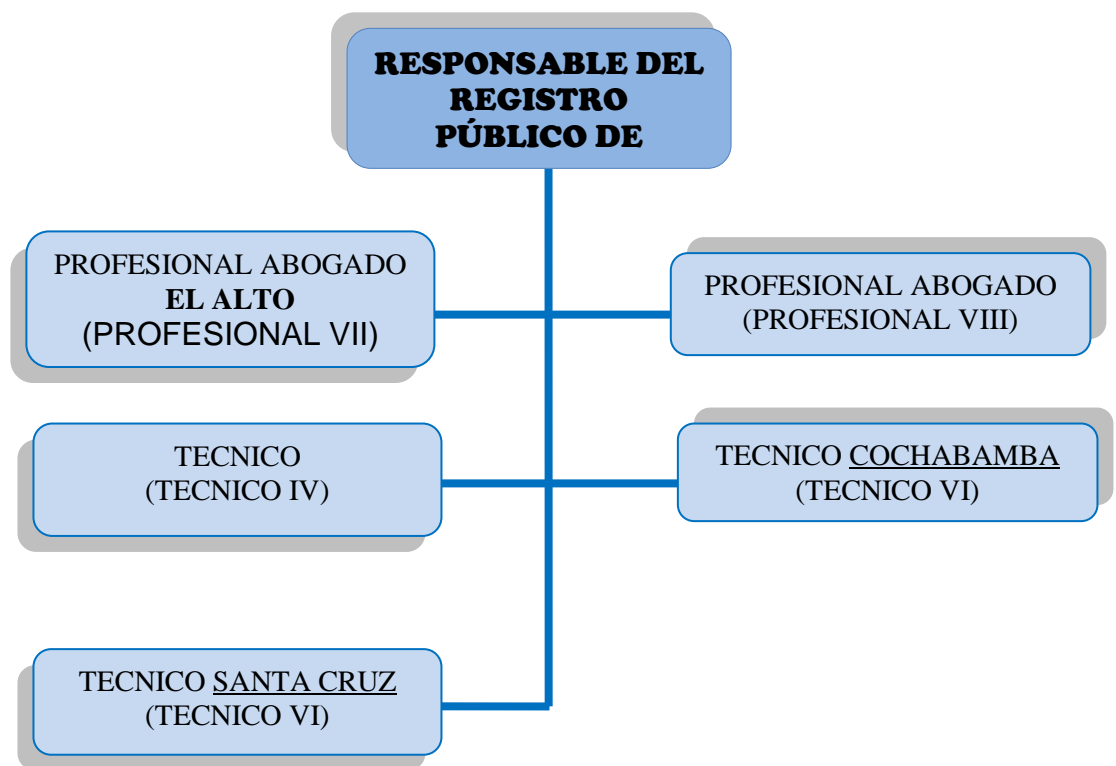 RESPONSABLE DEL
REGISTRO
PÚBLICO DE
PROFESIONAL ABOGADO
EL ALTO
(PROFESIONAL VII)
PROFESIONAL ABOGADO
(PROFESIONAL VIII)
TECNICO
(TECNICO IV)
TECNICO COCHABAMBA
(TECNICO VI)
TECNICO SANTA CRUZ
(TECNICO VI)